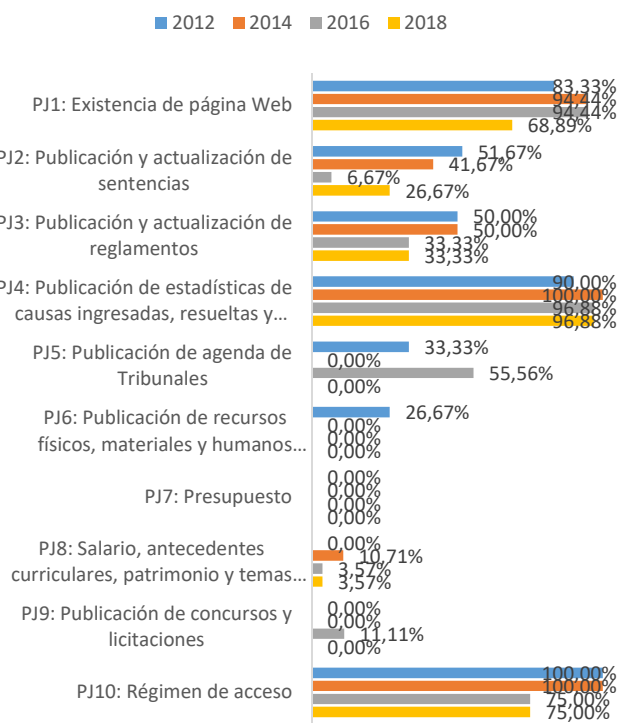 2012 2014 2016 2018
PJ1: Existencia de página Web
83,33%
94,44%
94,44%
68,89%
PJ2: Publicación y actualización de
sentencias
51,67%
41,67%
6,67%
26,67%
PJ3: Publicación y actualización de
reglamentos
50,00%
50,00%
33,33%
33,33%
PJ4: Publicación de estadísticas de
causas ingresadas, resueltas y...
90,00%
100,00%
96,88%
96,88%
PJ5: Publicación de agenda de
Tribunales
33,33%
0,00%
55,56%
0,00%
PJ6: Publicación de recursos
físicos, materiales y humanos...
26,67%
0,00%
0,00%
0,00%
PJ7: Presupuesto
0,00%
0,00%
0,00%
0,00%
PJ8: Salario, antecedentes
curriculares, patrimonio y temas...
0,00%
10,71%
3,57%
3,57%
PJ9: Publicación de concursos y
licitaciones
0,00%
0,00%
11,11%
0,00%
PJ10: Régimen de acceso
100,00%
100,00%
75,00%
75,00%